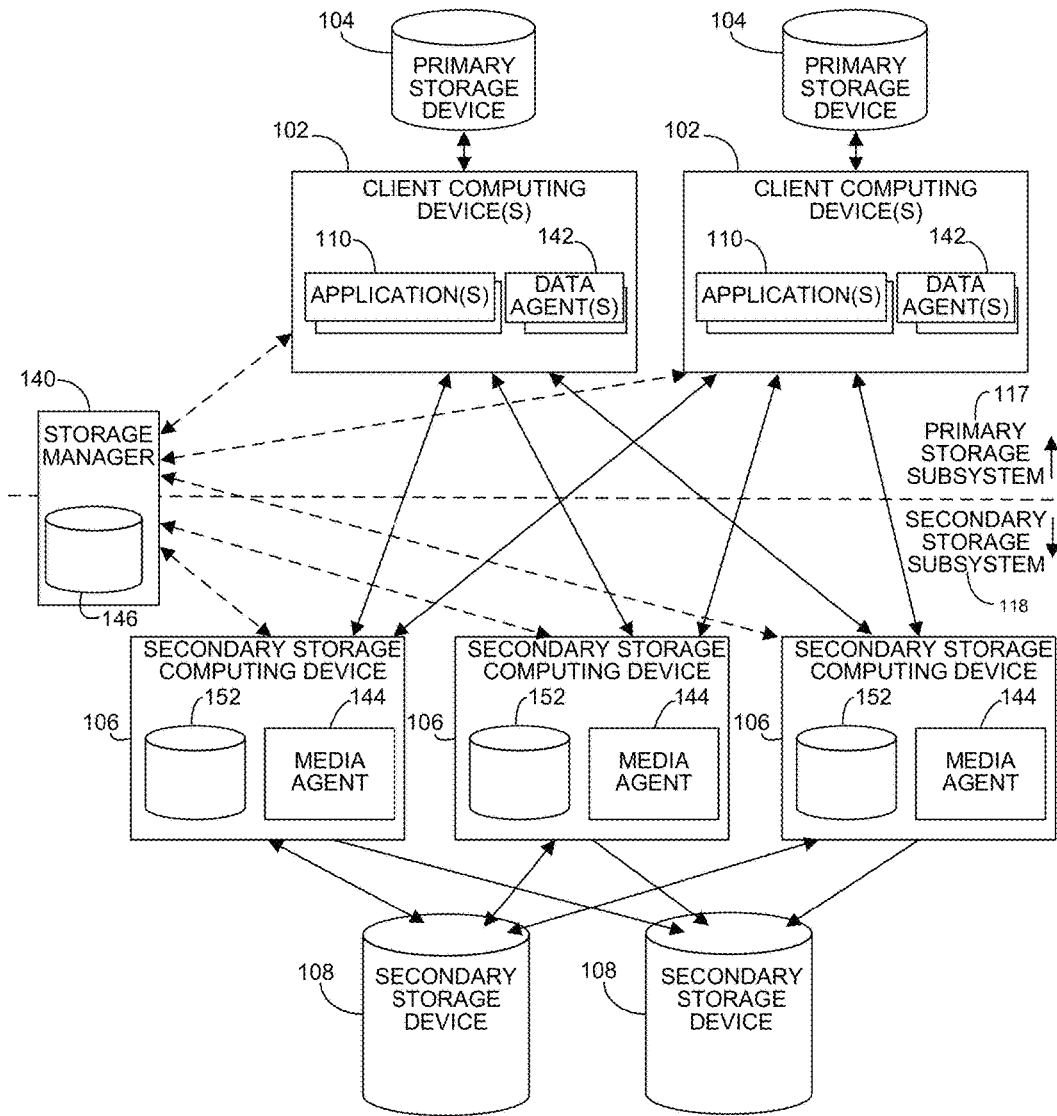 104
PRIMARY
STORAGE
DEVICE
104
PRIMARY
STORAGE
DEVICE
102
CLIENT COMPUTING
DEVICE(S)
110
142
APPLICATION(S)
DATA
AGENT(S)
102
CLIENT COMPUTING
DEVICE(S)
110
142
APPLICATION(S)
DATA
AGENT(S)
140
STORAGE
MANAGER
146
117
PRIMARY
STORAGE
SUBSYSTEM
SECONDARY
STORAGE
SUBSYSTEM
118
SECONDARY STORAGE
COMPUTING DEVICE
152
144
106
MEDIA
AGENT
SECONDARY STORAGE
COMPUTING DEVICE
152
144
106
MEDIA
AGENT
SECONDARY STORAGE
COMPUTING DEVICE
152
144
106
MEDIA
AGENT
108
SECONDARY
STORAGE
DEVICE
108
SECONDARY
STORAGE
DEVICE